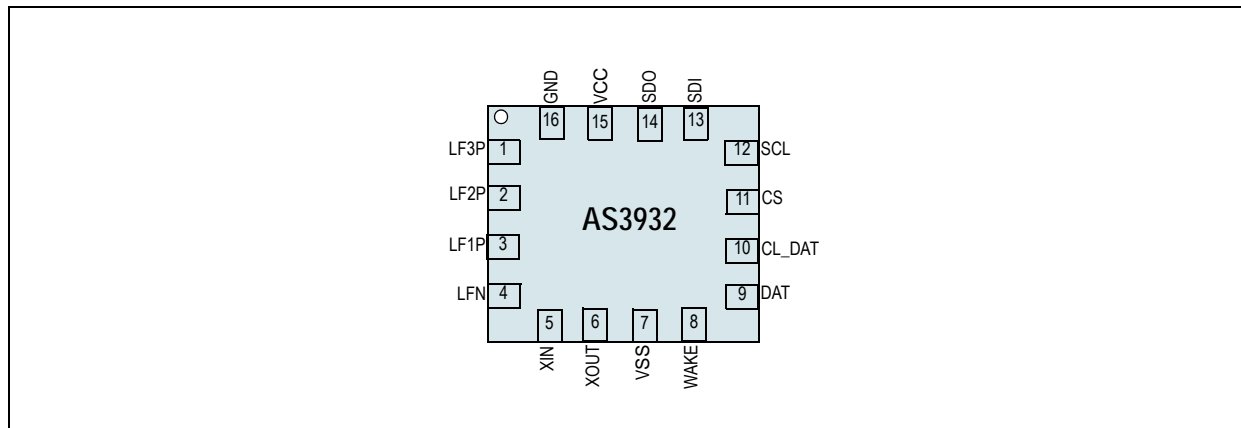 GND VCC SDO SDI
16 15 14 13
LF3P 1 12 SCL
LF2P 2 11 CS
AS3932
LF1P 3 10 CL_DAT
LFN 4 9 DAT
5 6 7 8
XIN XOUT VSS WAKE